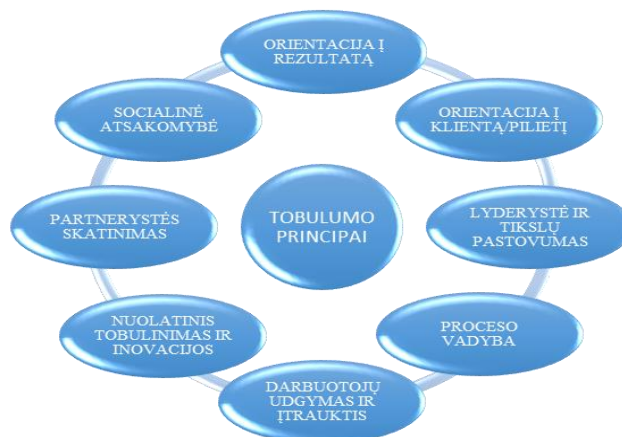 ORIENTACIJA Į
REZULTATĄ
ORIENTACIJA Į
KLIENTĄ/PILIETĮ
LYDERYSTĖ IR
TIKSLŲ
PASTOVUMAS
PROCESO
VADYBA
DARBUOTOJŲ
UDGYMAS IR
ĮTRAUKTIS
NUOLATINIS
TOBULINIMAS IR
INOVACIJOS
PARTNERYSTĖS
SKATINIMAS
SOCIALINĖ
ATSAKOMYBĖ
TOBULUMO
PRINCIPAI